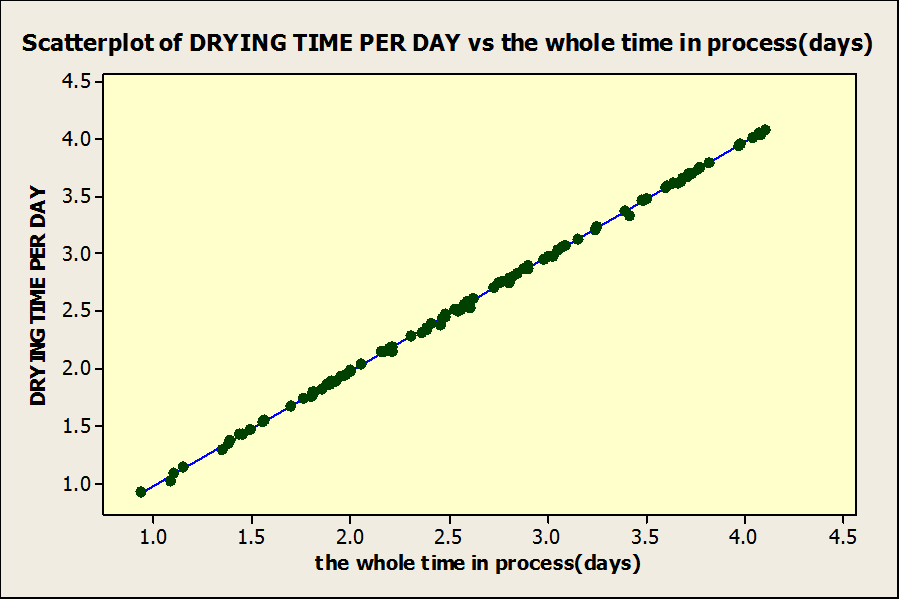 Scatterplot of DRYING TIME PER DAY vs the whole time in process(days)
4.5
4.0
3.5
3.0
2.5
2.0
1.5
1.0
DRYING TIME PER DAY
1.0 1.5 2.0 2.5 3.0 3.5 4.0 4.5
the whole time in process(days)